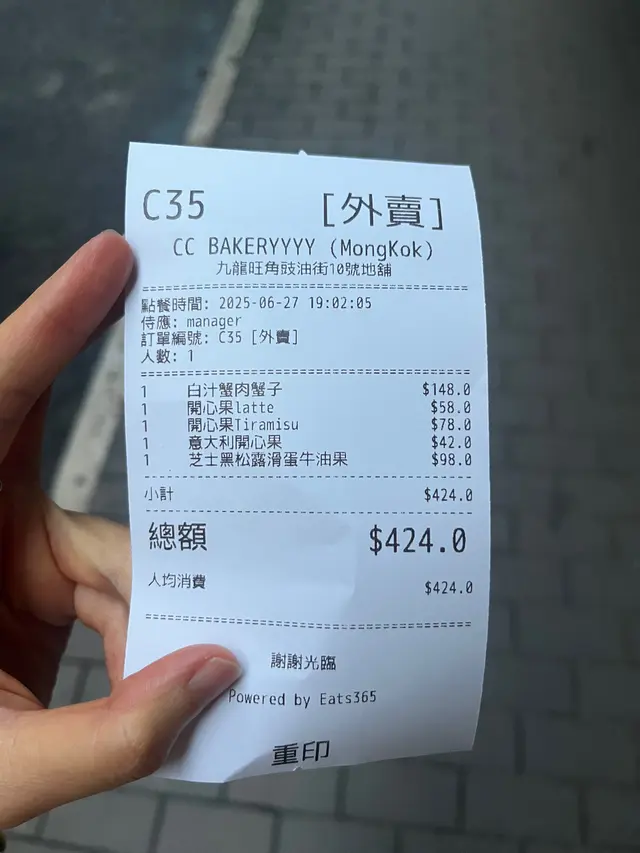 C35 [外賣]
CC BAKERYYYY (MongKok)
九龍旺角豉油街10號地舖
點餐時間: 2025-06-27 19:02:05
侍應: manager
訂單編號: C35 [外賣]
人數: 1
1 白汁蟹肉蟹子 $148.0
1 開心果latte $58.0
1 開心果Tiramisu $78.0
1 意大利開心果 $42.0
1 芝士黑松露滑蛋牛油果 $98.0
小計 $424.0
總額 $424.0
人均消費 $424.0
謝謝光臨
Powered by Eats365
重印